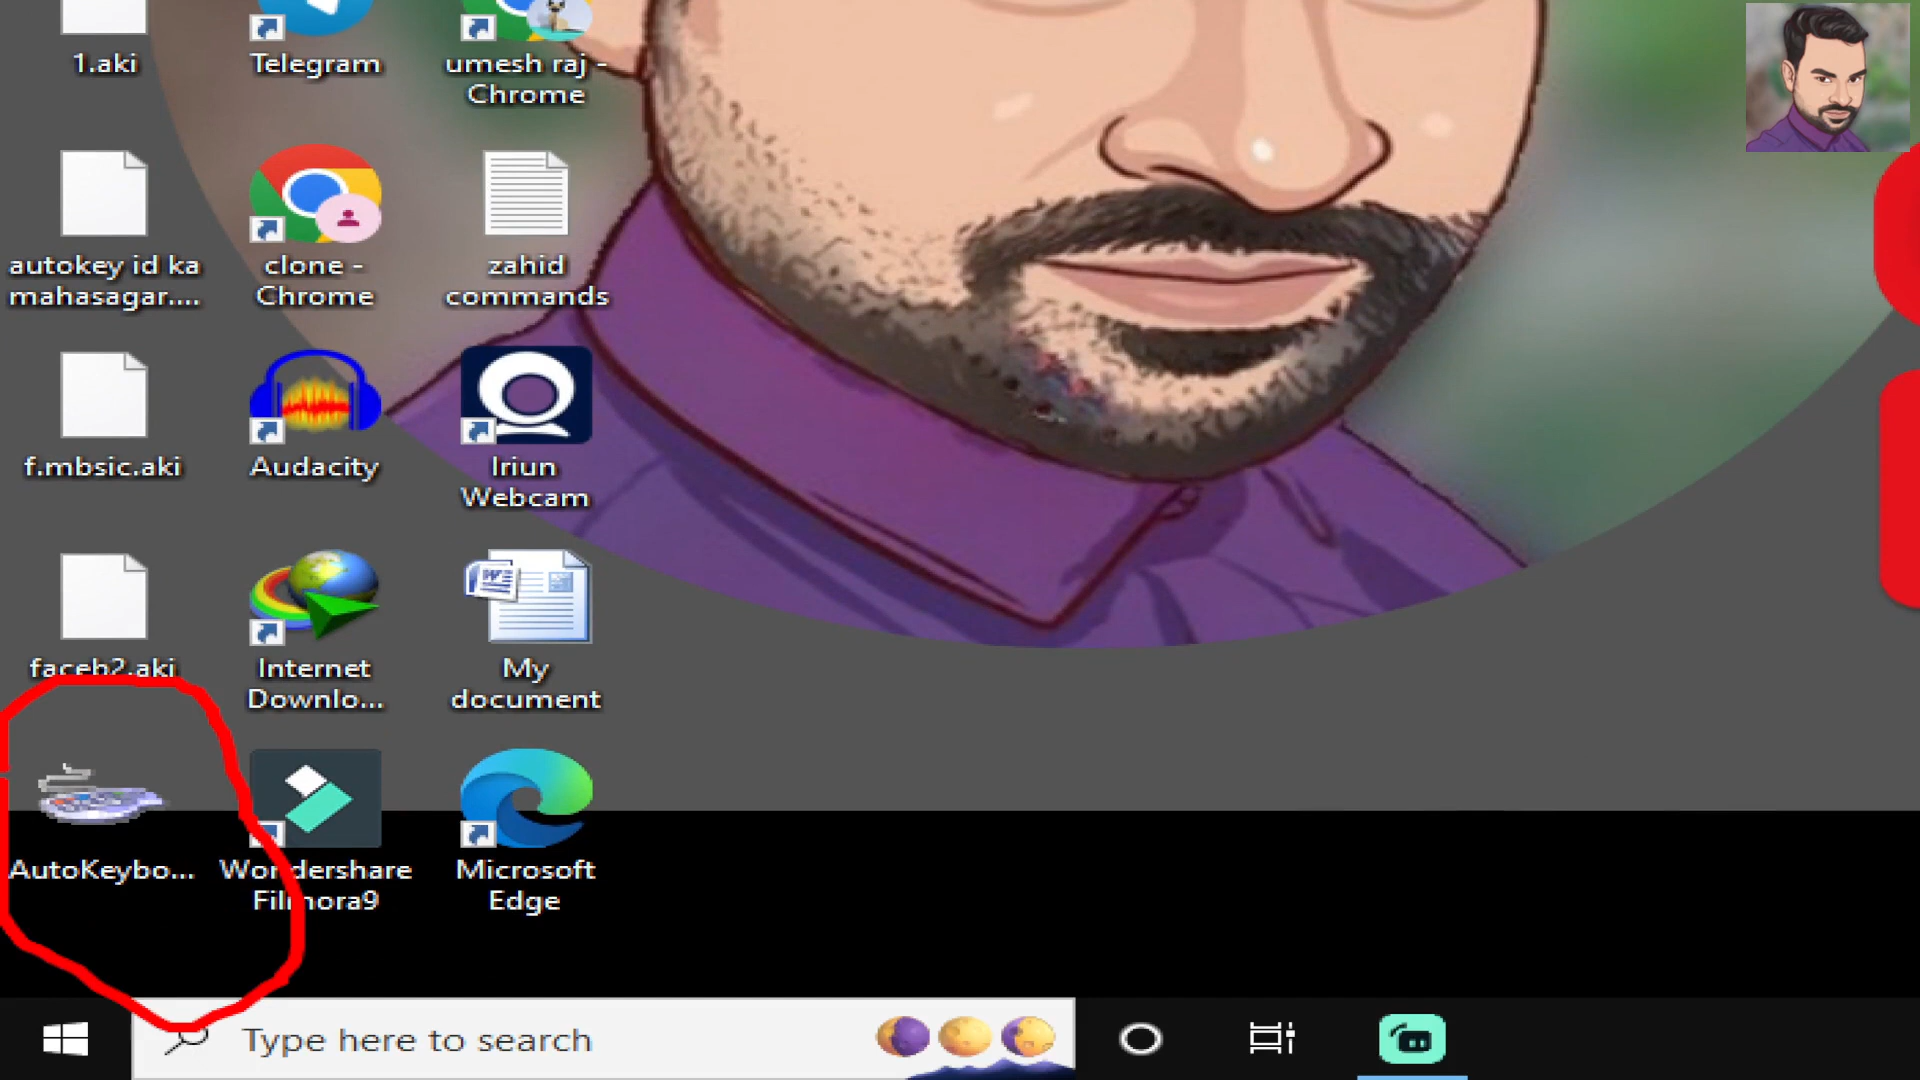 1.aki
Telegram
umesh raj -
Chrome
autokey id ka
mahasagar....
clone -
Chrome
zahid
commands
f.mbsic.aki
Audacity
Iriun
Webcam
faceb2.aki
Internet
Downlo...
My
document
AutoKeybo...
Wondershare
Filmora9
Microsoft
Edge
Type here to search